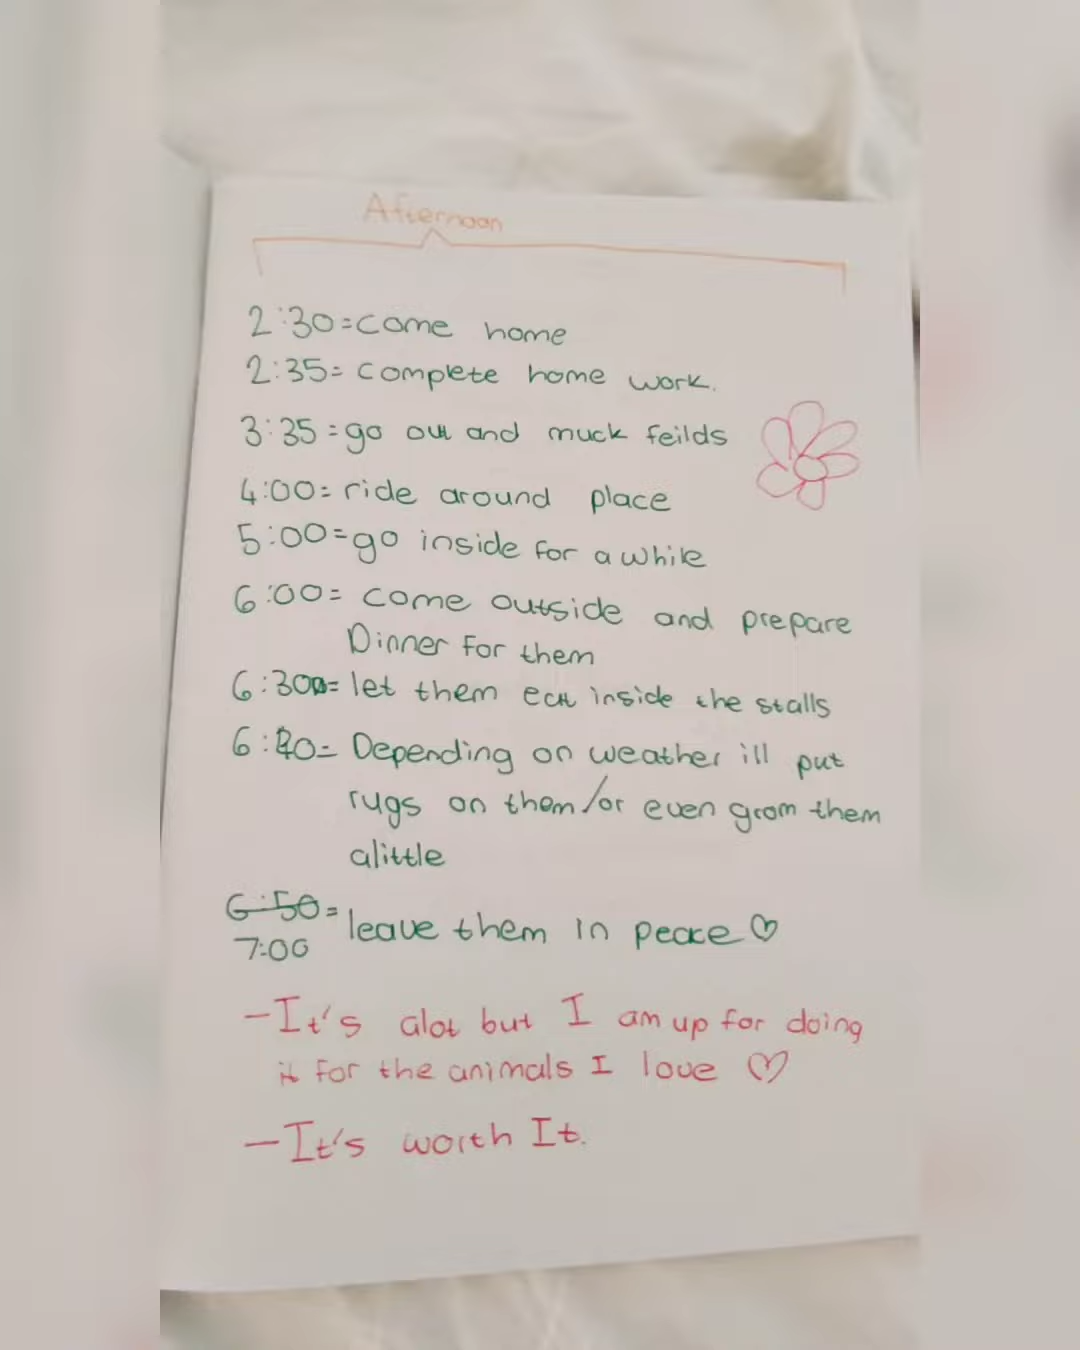 Afternoon
2:30=come home
2:35= complete home work.
3:35=go out and muck feilds
4:00= ride around place
5:00=go inside for a while
6:00= come outside and prepare
Dinner for them
6:30= let them eat inside the stalls
6:40= Depending on weather ill put
rugs on them/or even grom them
alittle
6:50=
7:00
leave them in peace ♡
-It's alot but I am up for doing
it for the animals I love ♡
-It's worth It.